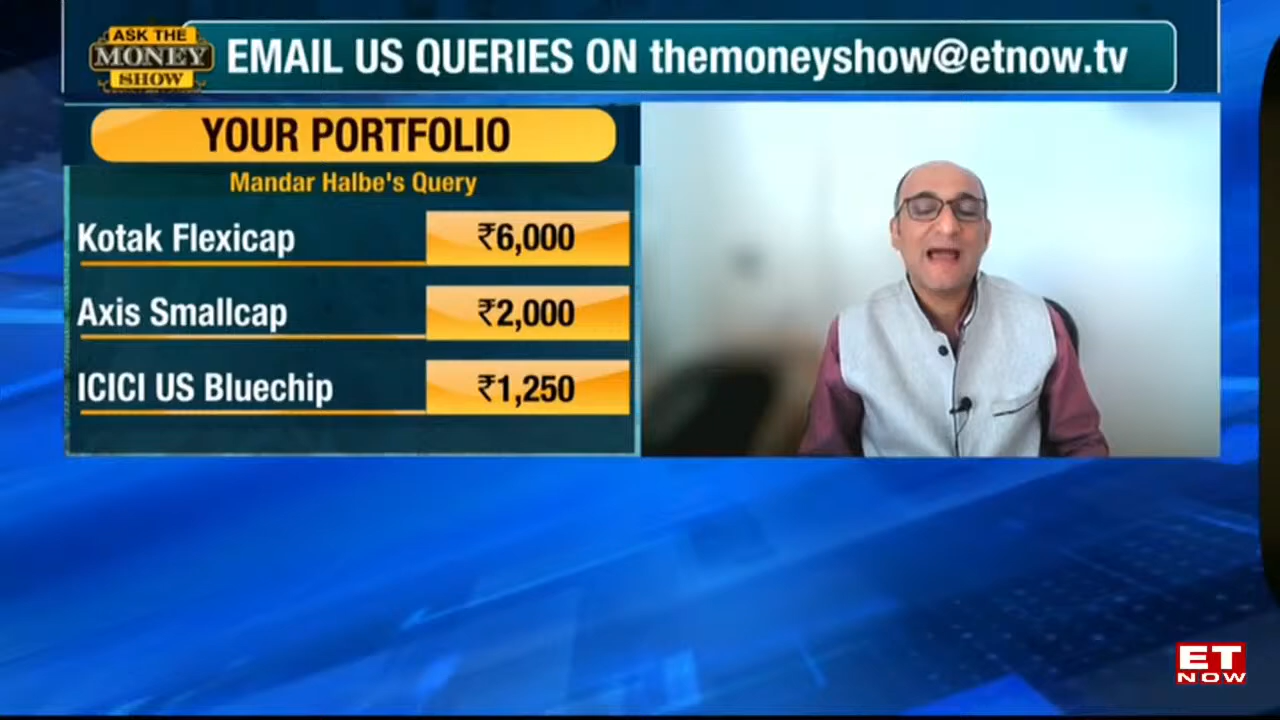 ASK THE
MONEY
SHOW
EMAIL US QUERIES ON themoneyshow@etnow.tv
YOUR PORTFOLIO
Mandar Halbe's Query
Kotak Flexicap ₹6,000
Axis Smallcap ₹2,000
ICICI US Bluechip ₹1,250
ET
NOW